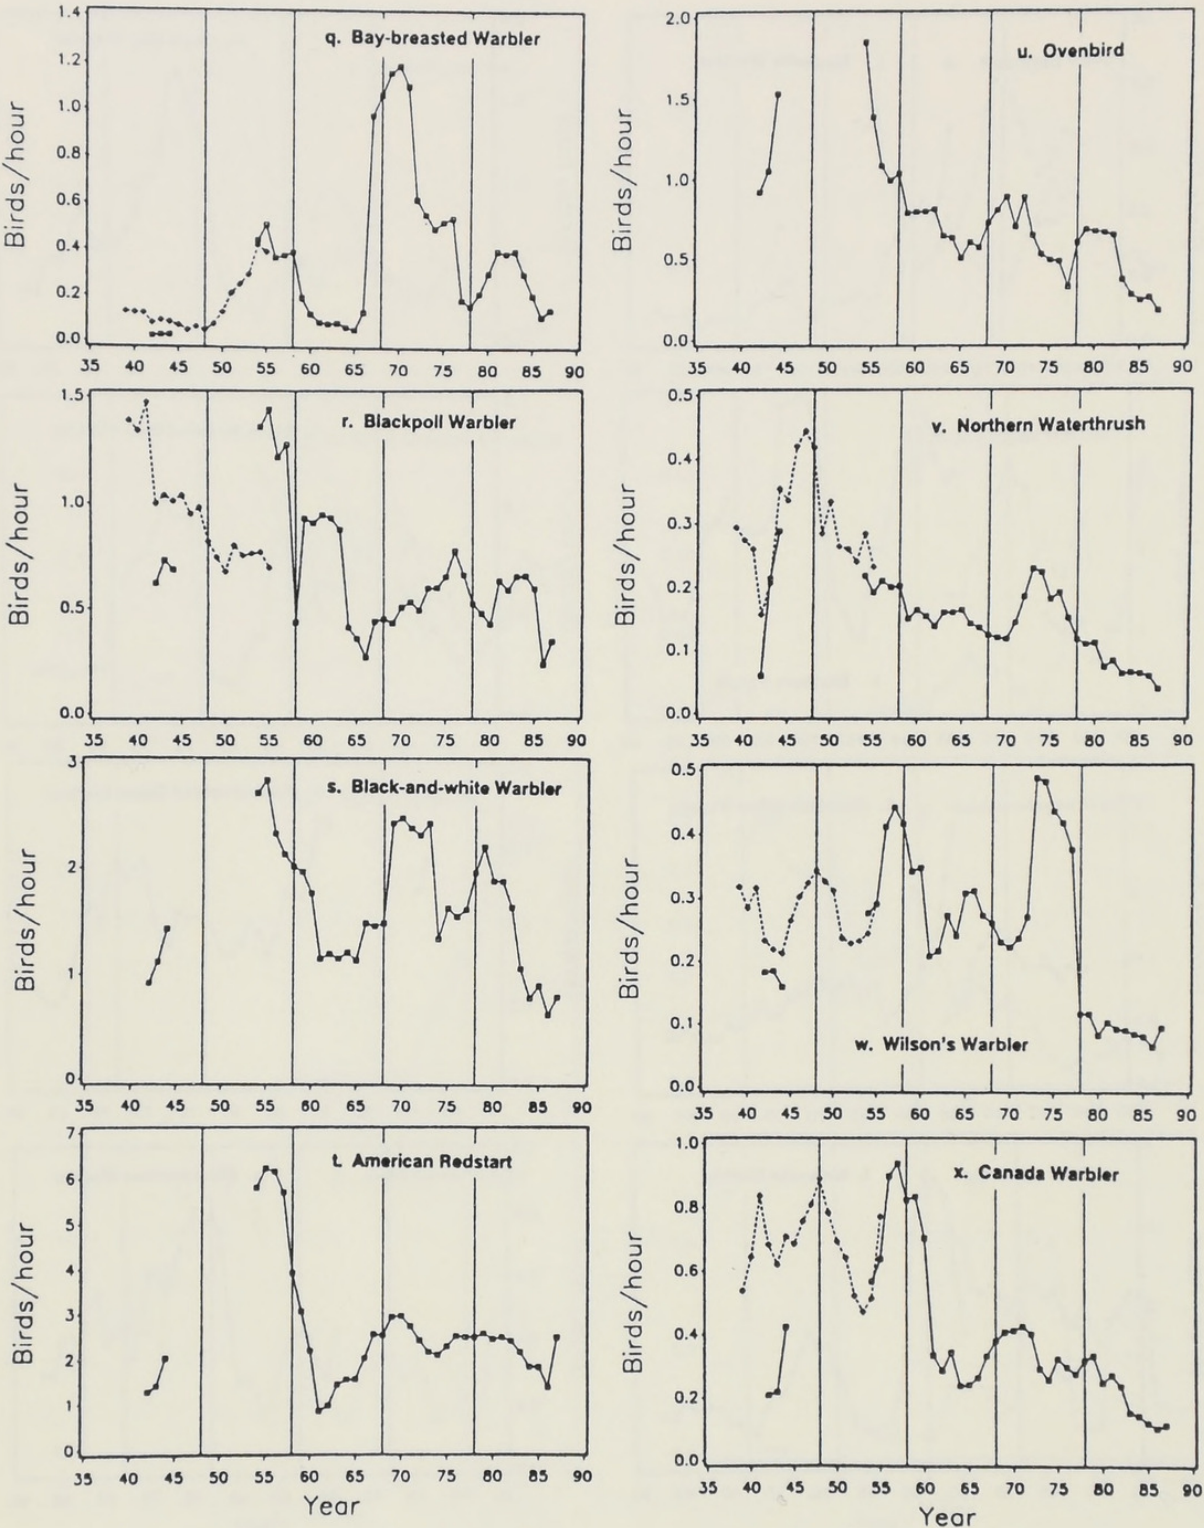 q. Bay-breasted Warbler
Birds/hour
1.4
1.2
1.0
0.8
0.6
0.4
0.2
0.0
35 40 45 50 55 60 65 70 75 80 85 90
u. Ovenbird
Birds/hour
2.0
1.5
1.0
0.5
0.0
35 40 45 50 55 60 65 70 75 80 85 90
r. Blackpoll Warbler
Birds/hour
1.5
1.0
0.5
0.0
35 40 45 50 55 60 65 70 75 80 85 90
v. Northern Waterthrush
Birds/hour
0.5
0.4
0.3
0.2
0.1
0.0
35 40 45 50 55 60 65 70 75 80 85 90
s. Black-and-white Warbler
Birds/hour
3
2
1
0
35 40 45 50 55 60 65 70 75 80 85 90
w. Wilson's Warbler
Birds/hour
0.5
0.4
0.3
0.2
0.1
0.0
35 40 45 50 55 60 65 70 75 80 85 90
t. American Redstart
Birds/hour
7
6
5
4
3
2
1
0
35 40 45 50 55 60 65 70 75 80 85 90
Year
x. Canada Warbler
Birds/hour
1.0
0.8
0.6
0.4
0.2
0.0
35 40 45 50 55 60 65 70 75 80 85 90
Year